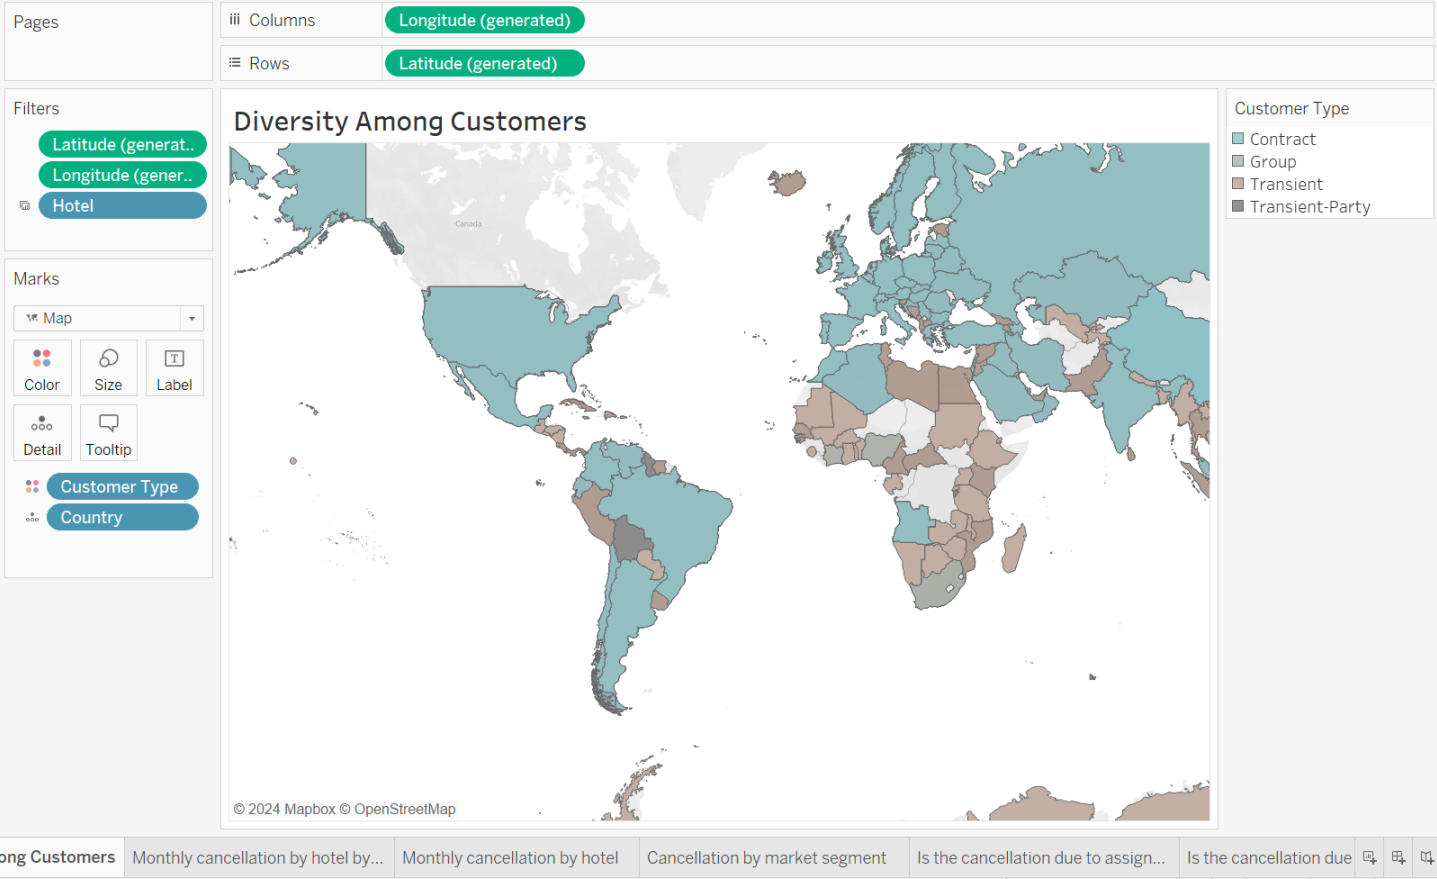 Pages
Columns
Longitude (generated)
Rows
Latitude (generated)
Filters
Latitude (generat..
Longitude (gener..
Hotel
Marks
Map
Color
Size
Label
Detail
Tooltip
Customer Type
Country
Diversity Among Customers
Canada
© 2024 Mapbox © OpenStreetMap
Customer Type
Contract
Group
Transient
Transient-Party
ong Customers
Monthly cancellation by hotel by...
Monthly cancellation by hotel
Cancellation by market segment
Is the cancellation due to assign...
Is the cancellation due